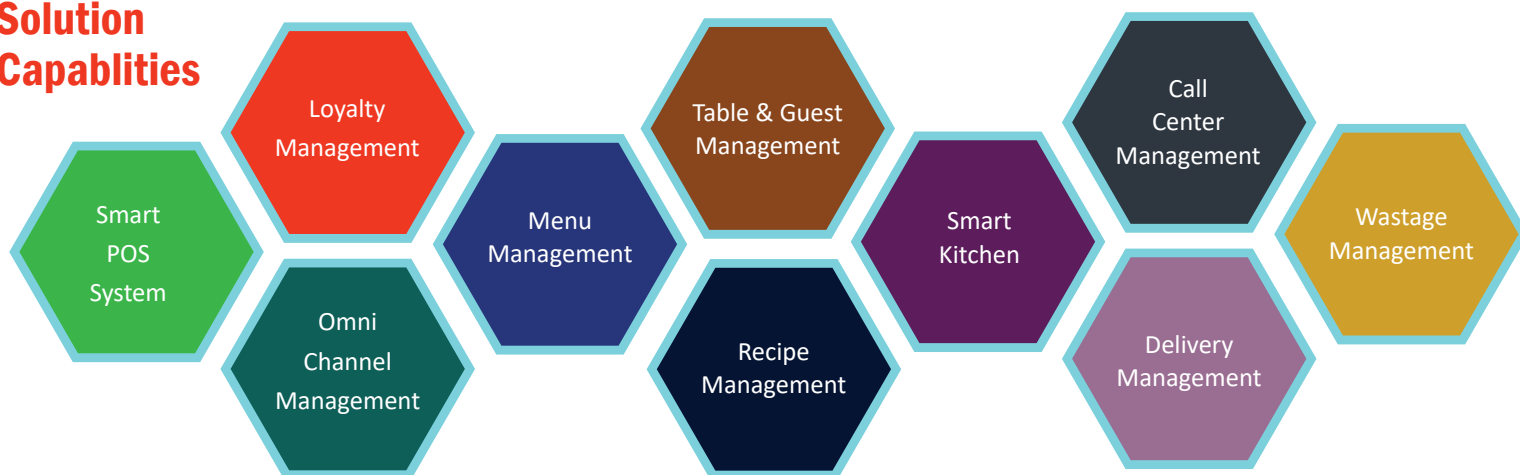 Solution
Capablities
Smart
POS
System
Loyalty
Management
Omni
Channel
Management
Menu
Management
Table & Guest
Management
Recipe
Management
Smart
Kitchen
Call
Center
Management
Delivery
Management
Wastage
Management